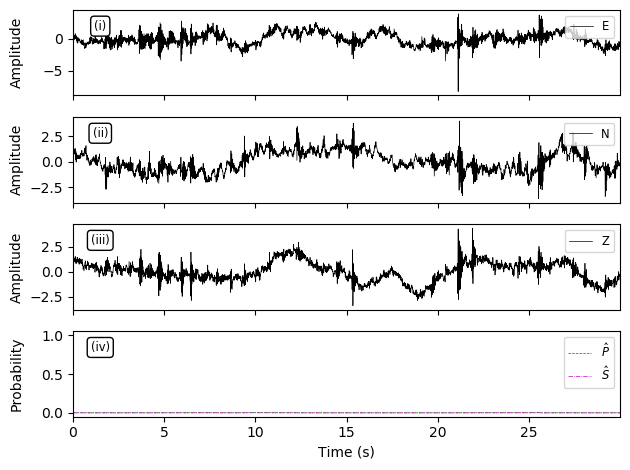 (i)
E
Amplitude
0
−5
(ii)
N
Amplitude
2.5
0.0
−2.5
(iii)
Z
Amplitude
2.5
0.0
−2.5
(iv)
P̂
Ŝ
Probability
1.0
0.5
0.0
0 5 10 15 20 25
Time (s)